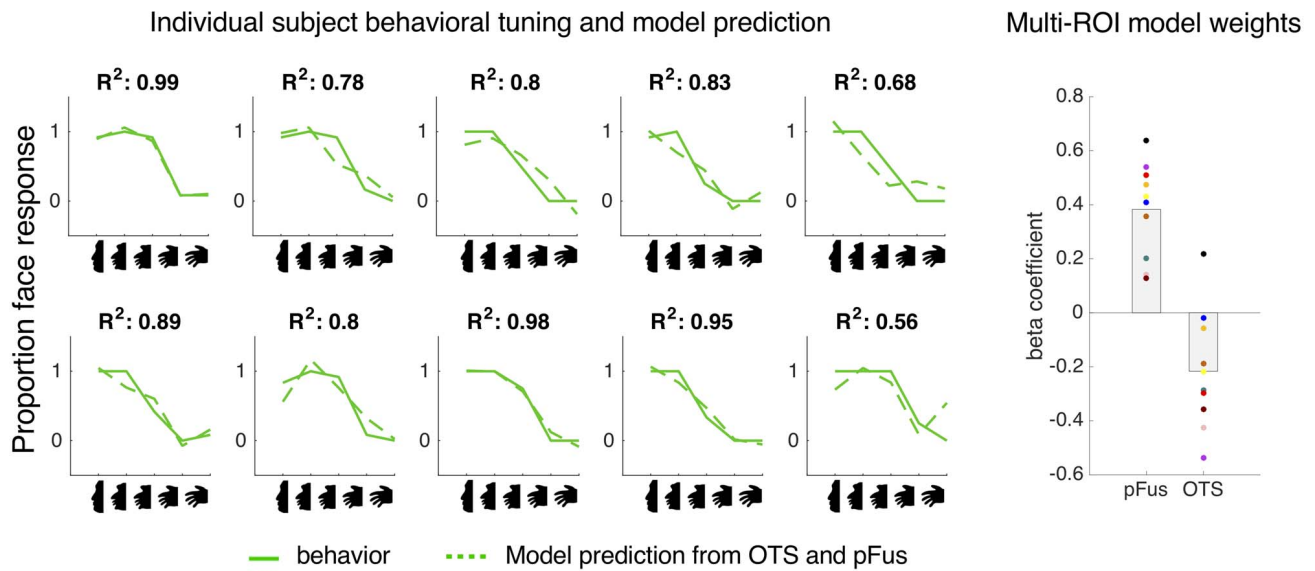 Individual subject behavioral tuning and model prediction
Multi-ROI model weights
Proportion face response
R²: 0.99
R²: 0.78
R²: 0.8
R²: 0.83
R²: 0.68
1
0
1
0
1
0
1
0
1
0
R²: 0.89
R²: 0.8
R²: 0.98
R²: 0.95
R²: 0.56
1
0
1
0
1
0
1
0
1
0
behavior
Model prediction from OTS and pFus
beta coefficient
0.8
0.6
0.4
0.2
0
-0.2
-0.4
-0.6
pFus OTS